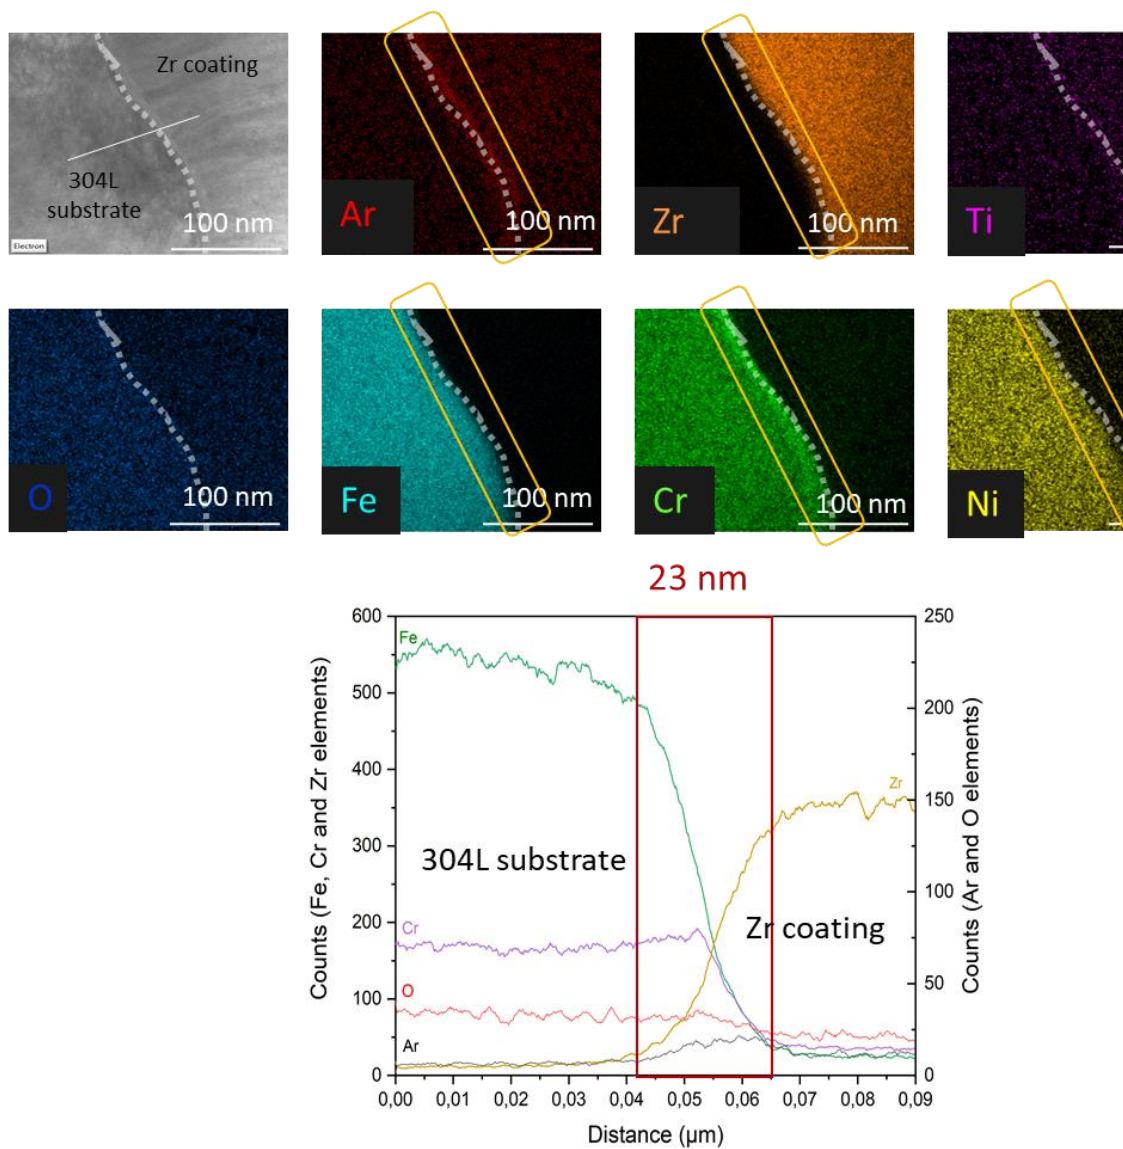 Zr coating
304L
substrate
100 nm
Electron
Ar
100 nm
Zr
100 nm
Ti
O
100 nm
Fe
100 nm
Cr
100 nm
Ni
23 nm
600
500
400
300
200
100
0
250
200
150
100
50
0
Counts (Fe, Cr and Zr elements)
Counts (Ar and O elements)
Fe
Zr
304L substrate
Cr
Zr coating
O
Ar
0,00 0,01 0,02 0,03 0,04 0,05 0,06 0,07 0,08 0,09
Distance (µm)